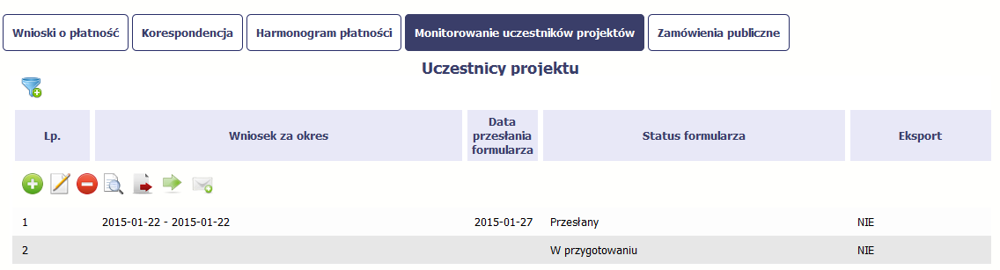 Wnioski o płatność Korespondencja Harmonogram płatności Monitorowanie uczestników projektów Zamówienia publiczne
Uczestnicy projektu
Lp. Wniosek za okres Data przesłania formularza Status formularza Eksport
1 2015-01-22 - 2015-01-22 2015-01-27 Przesłany NIE
2 W przygotowaniu NIE